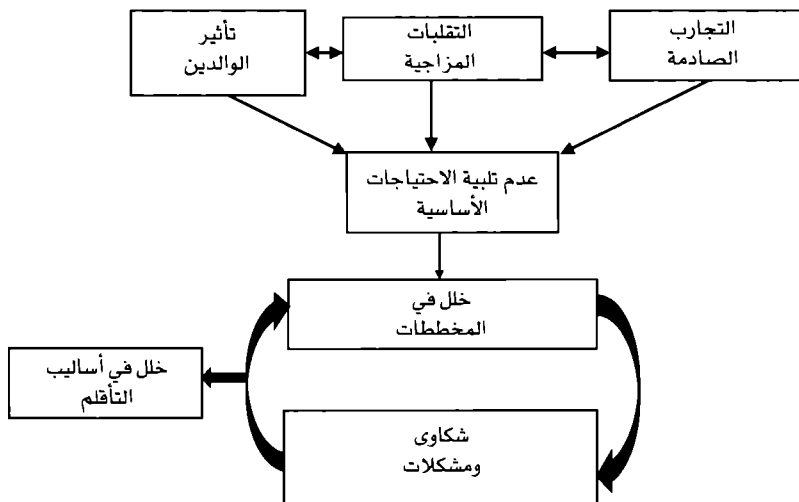 التجارب
الصادمة
التقلبات
المزاجية
تأثير
الوالدين
عدم تلبية الاحتياجات
الأساسية
خلل في
المخططات
خلل في أساليب
التأقلم
شكاوى
ومشكلات